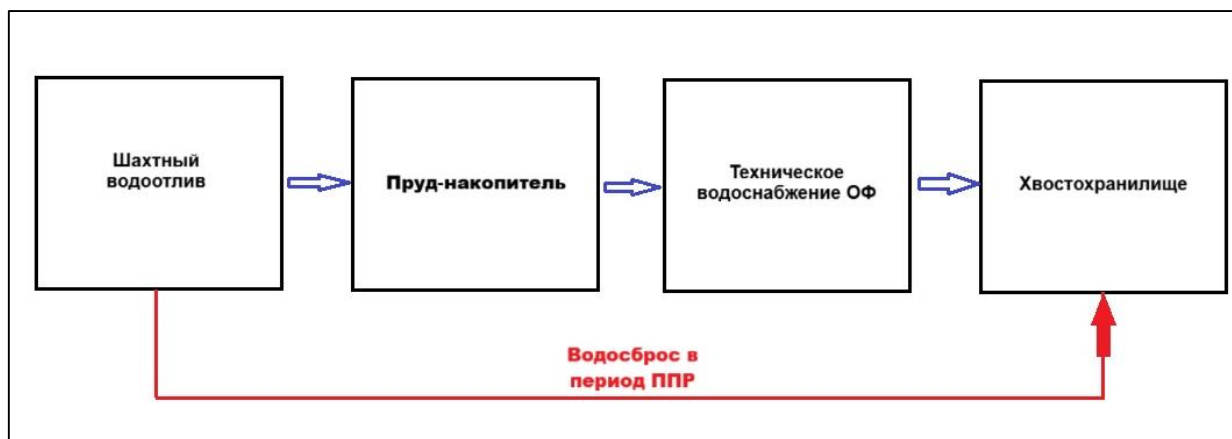 Шахтный
водоотлив
Пруд-накопитель
Техническое
водоснабжение ОФ
Хвостохранилище
Водосброс в
период ППР